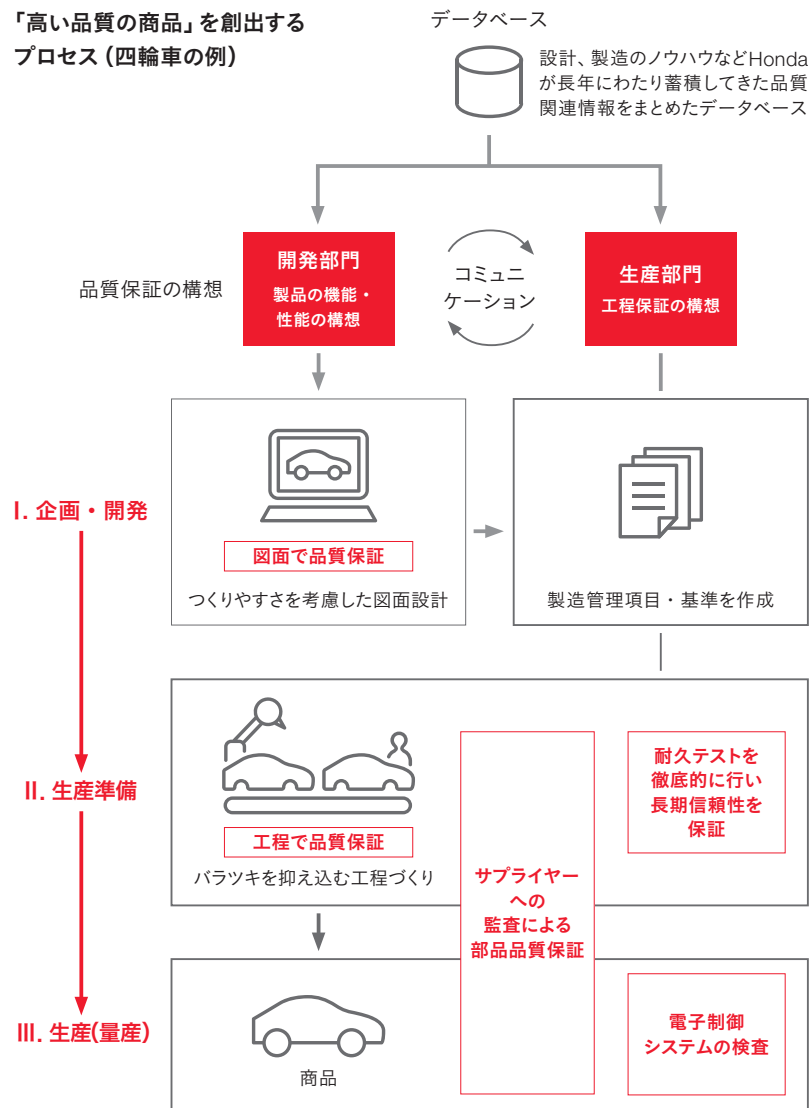 「高い品質の商品」を創出する
プロセス（四輪車の例）
データベース
設計、製造のノウハウなどHonda
が長年にわたり蓄積してきた品質
関連情報をまとめたデータベース
品質保証の構想
開発部門
製品の機能・
性能の構想
コミュニ
ケーション
生産部門
工程保証の構想
I. 企画・開発
図面で品質保証
つくりやすさを考慮した図面設計
製造管理項目・基準を作成
II. 生産準備
工程で品質保証
バラツキを抑え込む工程づくり
サプライヤー
への
監査による
部品品質保証
耐久テストを
徹底的に行い
長期信頼性を
保証
III. 生産(量産)
商品
電子制御
システムの検査